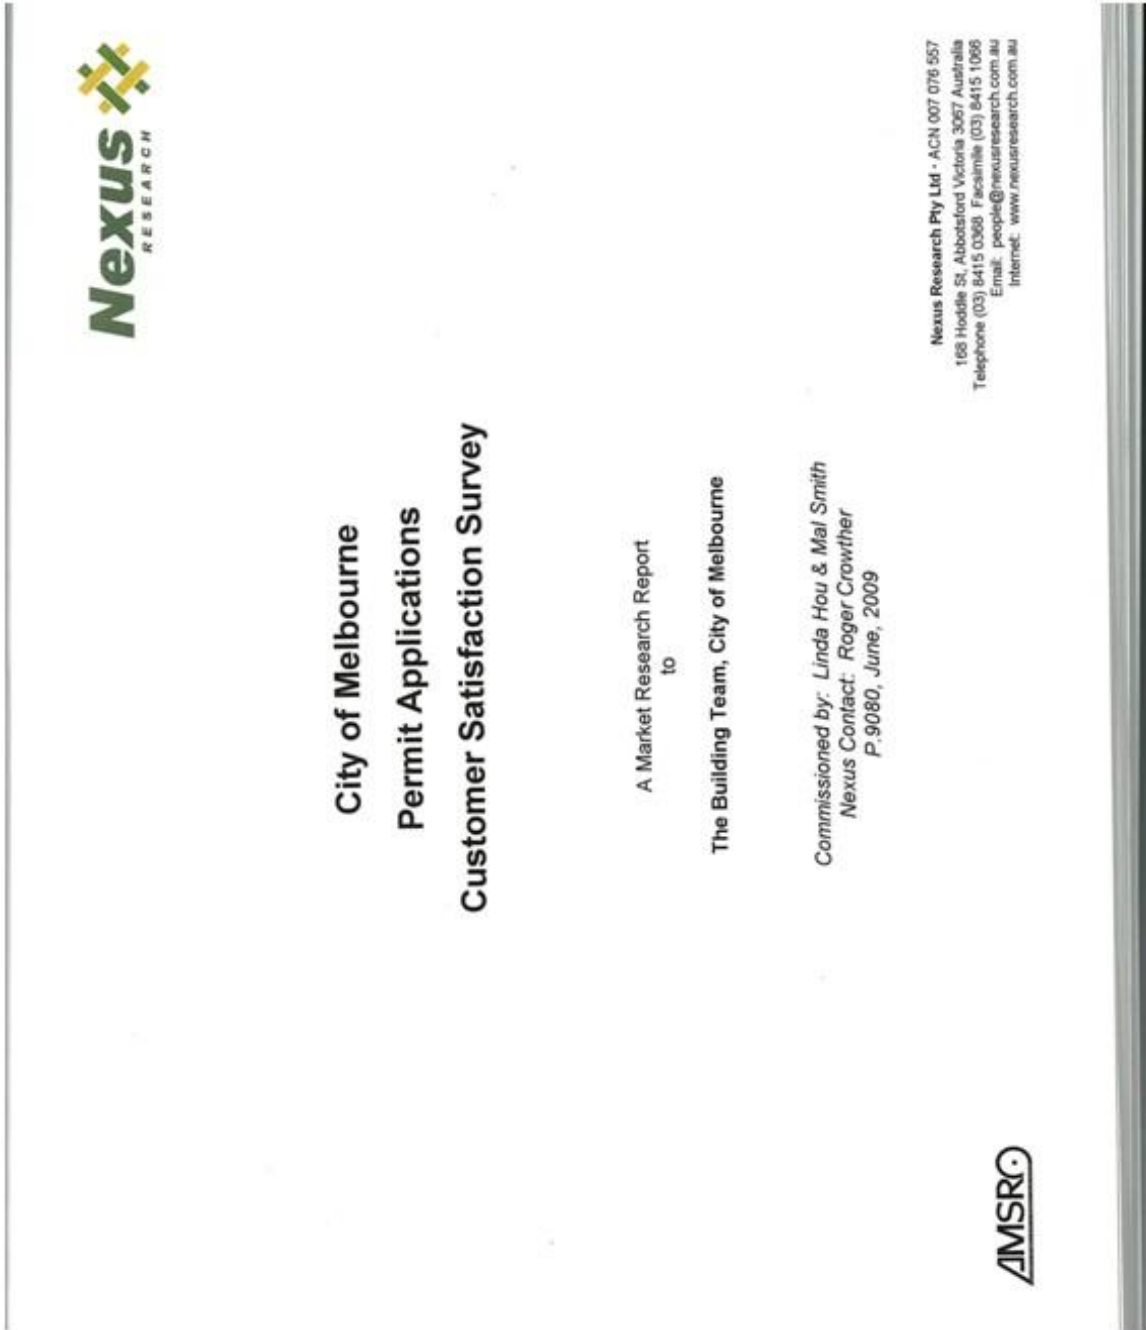 Nexus
RESEARCH
City of Melbourne
Permit Applications
Customer Satisfaction Survey
A Market Research Report
to
The Building Team, City of Melbourne
Commissioned by: Linda Hou & Mal Smith
Nexus Contact: Roger Crowther
P.9080, June, 2009
Nexus Research Pty Ltd · ACN 007 076 557
168 Hoddle St, Abbotsford Victoria 3067 Australia
Telephone (03) 8415 0368 Facsimile (03) 8415 1066
Email: people@nexusresearch.com.au
Internet: www.nexusresearch.com.au
AMSRO